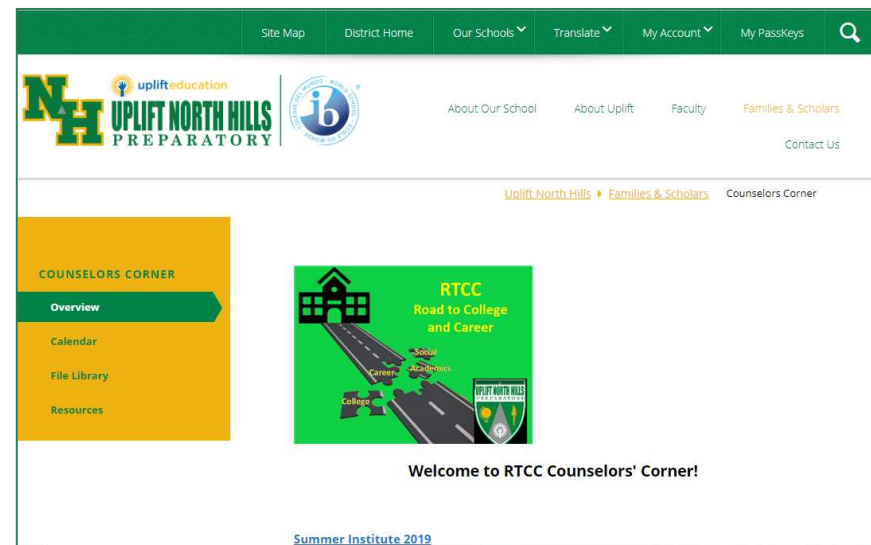 Site Map District Home Our Schools Translate My Account My PassKeys
uplifteducation
NH UPLIFT NORTH HILLS
PREPARATORY
ib
About Our School About Uplift Faculty Families & Scholars
Contact Us
Uplift North Hills Families & Scholars Counselors Corner
COUNSELORS CORNER
Overview
Calendar
File Library
Resources
RTCC
Road to College
and Career
Social
Career Academics
College
UPLIFT NORTH HILLS
PREPARATORY
Welcome to RTCC Counselors' Corner!
Summer Institute 2019